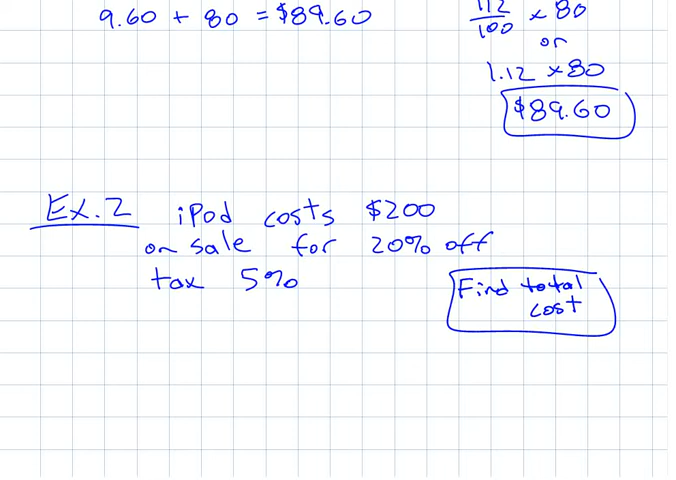 9.60 + 80 = $89.60
112/100 x 80
or
1.12 x 80
$89.60
Ex. 2 iPod costs $200
on sale for 20% off
tax 5%
Find total
cost